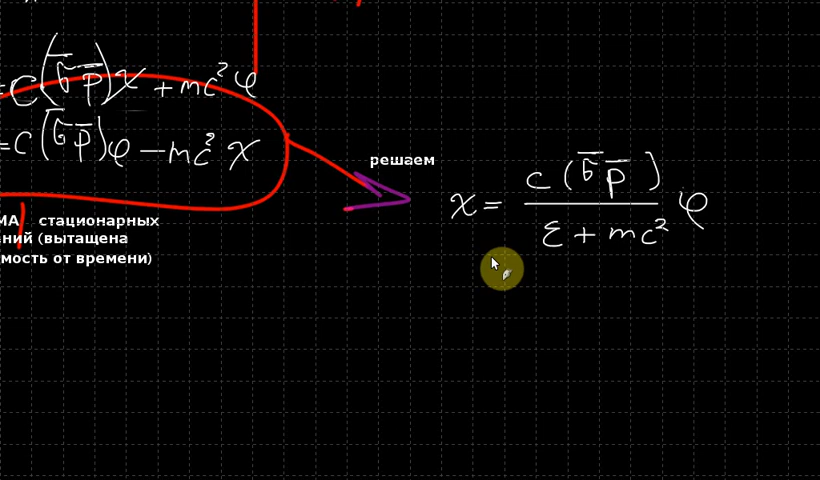 =c(σ̄p̄)χ + mc²φ
=c(σ̄p̄)φ — mc²χ
решаем
χ = c(σ̄p̄) / ε + mc² φ
МА стационарных
ний (вытащена
мость от времени)